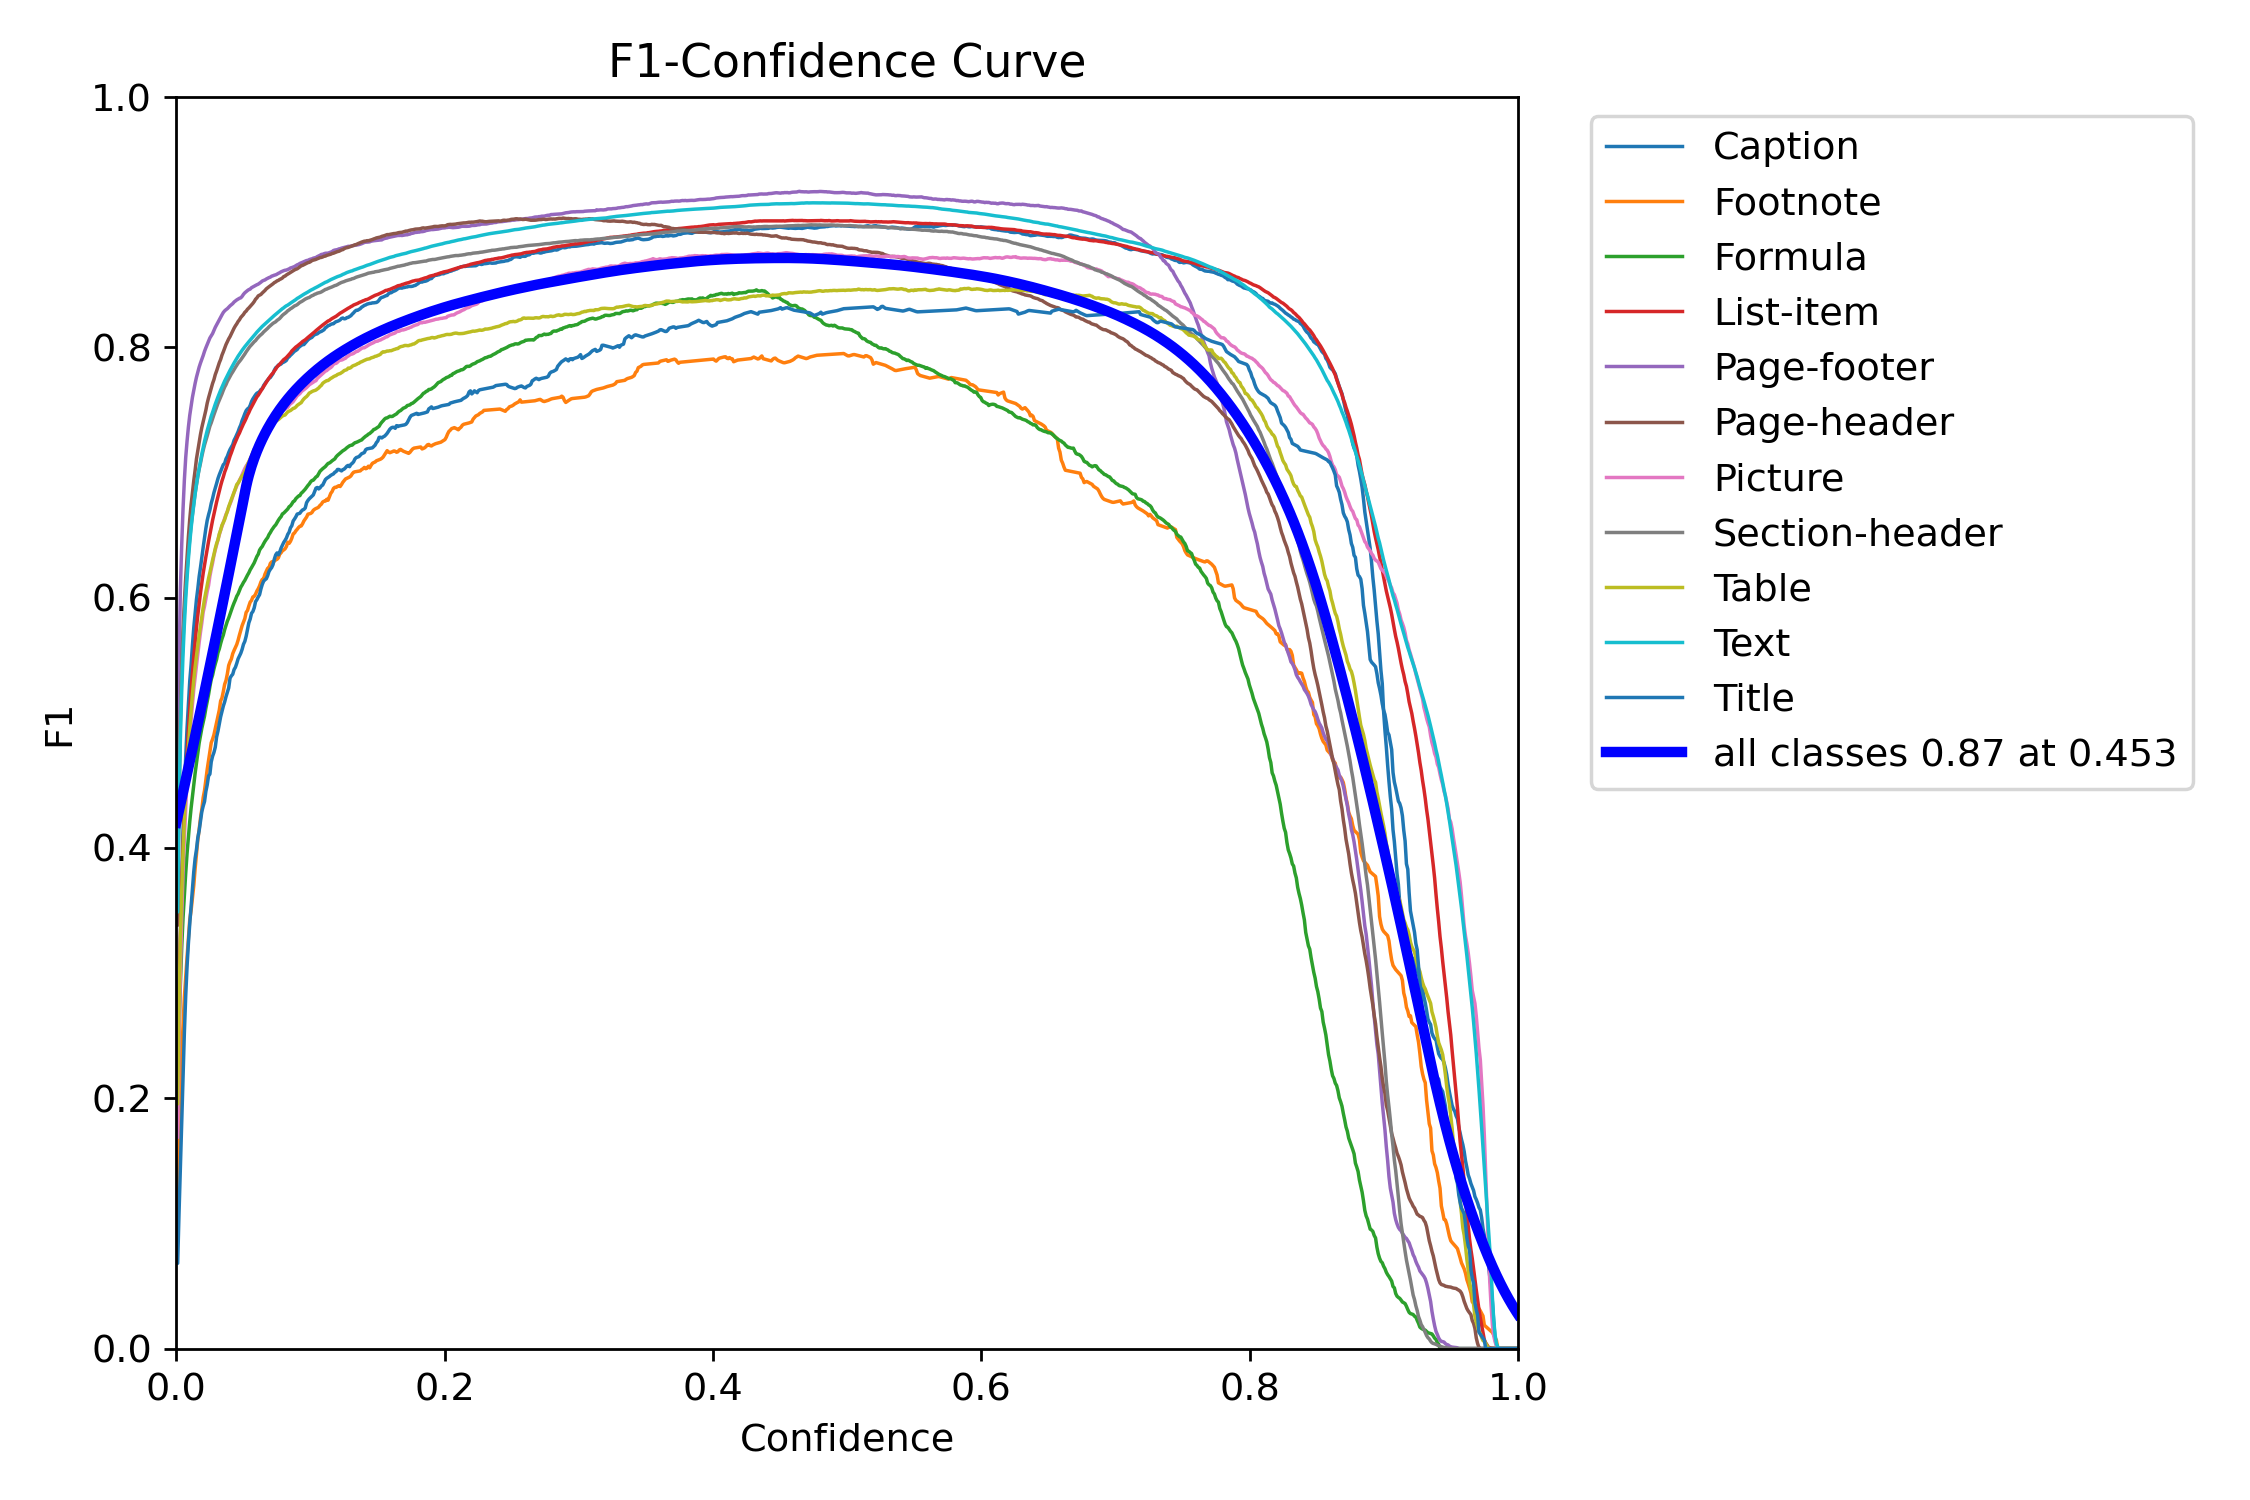 F1-Confidence Curve
1.0
0.8
0.6
0.4
0.2
0.0
F1
0.0 0.2 0.4 0.6 0.8 1.0
Confidence
Caption
Footnote
Formula
List-item
Page-footer
Page-header
Picture
Section-header
Table
Text
Title
all classes 0.87 at 0.453